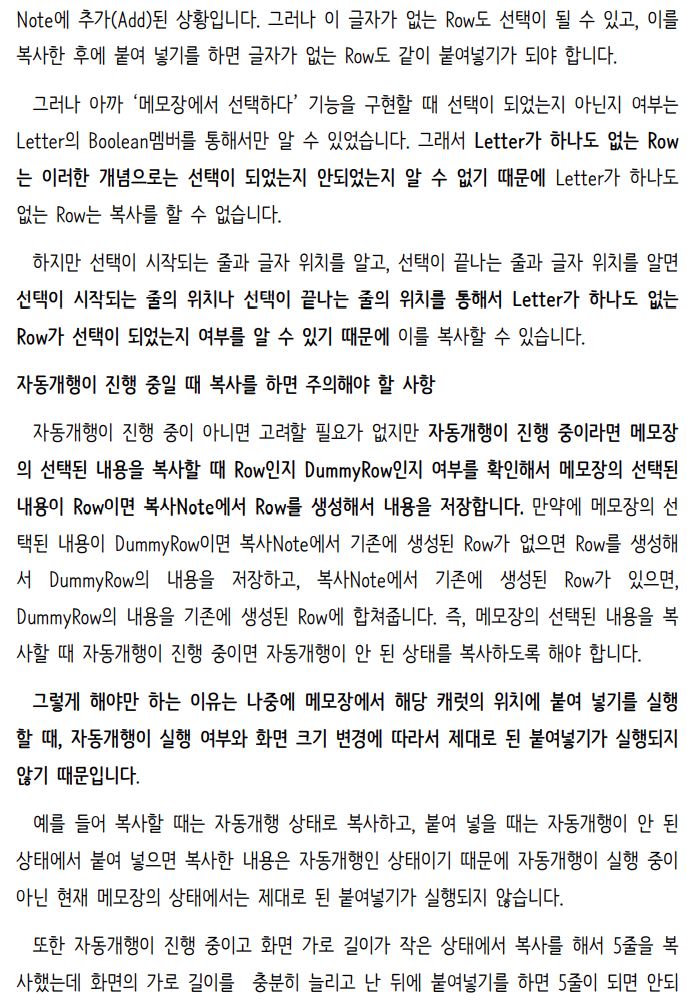 Note에 추가(Add)된 상황입니다. 그러나 이 글자가 없는 Row도 선택이 될 수 있고, 이를
복사한 후에 붙여 넣기를 하면 글자가 없는 Row도 같이 붙여넣기가 되야 합니다.
그러나 아까 ‘메모장에서 선택하다’ 기능을 구현할 때 선택이 되었는지 아닌지 여부는
Letter의 Boolean멤버를 통해서만 알 수 있었습니다. 그래서 Letter가 하나도 없는 Row
는 이러한 개념으로는 선택이 되었는지 안되었는지 알 수 없기 때문에 Letter가 하나도
없는 Row는 복사를 할 수 없습니다.
하지만 선택이 시작되는 줄과 글자 위치를 알고, 선택이 끝나는 줄과 글자 위치를 알면
선택이 시작되는 줄의 위치나 선택이 끝나는 줄의 위치를 통해서 Letter가 하나도 없는
Row가 선택이 되었는지 여부를 알 수 있기 때문에 이를 복사할 수 있습니다.
자동개행이 진행 중일 때 복사를 하면 주의해야 할 사항
자동개행이 진행 중이 아니면 고려할 필요가 없지만 자동개행이 진행 중이라면 메모장
의 선택된 내용을 복사할 때 Row인지 DummyRow인지 여부를 확인해서 메모장의 선택된
내용이 Row이면 복사Note에서 Row를 생성해서 내용을 저장합니다. 만약에 메모장의 선
택된 내용이 DummyRow이면 복사Note에서 기존에 생성된 Row가 없으면 Row를 생성해
서 DummyRow의 내용을 저장하고, 복사Note에서 기존에 생성된 Row가 있으면,
DummyRow의 내용을 기존에 생성된 Row에 합쳐줍니다. 즉, 메모장의 선택된 내용을 복
사할 때 자동개행이 진행 중이면 자동개행이 안 된 상태를 복사하도록 해야 합니다.
그렇게 해야만 하는 이유는 나중에 메모장에서 해당 캐럿의 위치에 붙여 넣기를 실행
할 때, 자동개행이 실행 여부와 화면 크기 변경에 따라서 제대로 된 붙여넣기가 실행되지
않기 때문입니다.
예를 들어 복사할 때는 자동개행 상태로 복사하고, 붙여 넣을 때는 자동개행이 안 된
상태에서 붙여 넣으면 복사한 내용은 자동개행인 상태이기 때문에 자동개행이 실행 중이
아닌 현재 메모장의 상태에서는 제대로 된 붙여넣기가 실행되지 않습니다.
또한 자동개행이 진행 중이고 화면 가로 길이가 작은 상태에서 복사를 해서 5줄을 복
사했는데 화면의 가로 길이를 충분히 늘리고 난 뒤에 붙여넣기를 하면 5줄이 되면 안되